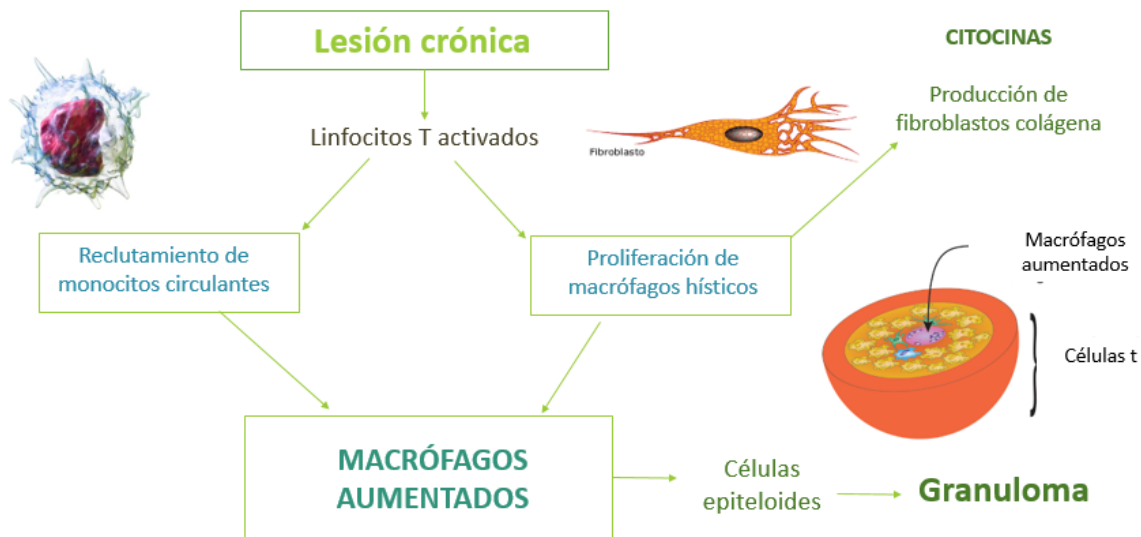 Lesión crónica
CITOCINAS
Producción de
fibroblastos colágena
Linfocitos T activados
Fibroblasto
Reclutamiento de
monocitos circulantes
Proliferación de
macrófagos hísticos
Macrófagos
aumentados
Células t
MACRÓFAGOS
AUMENTADOS
Células
epiteloides
Granuloma